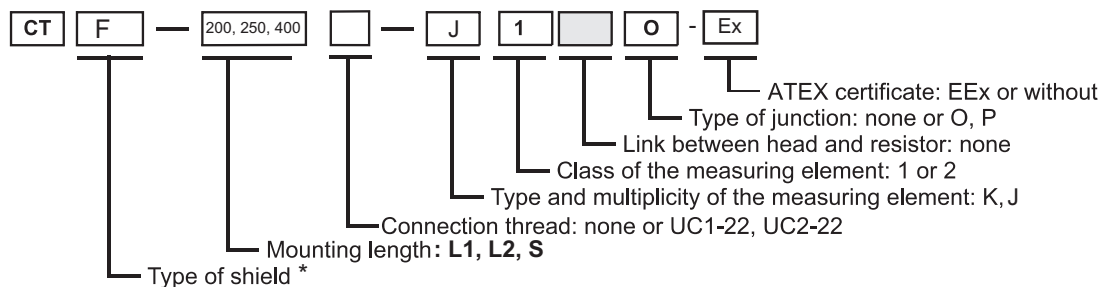 CT F — 200, 250, 400 — J 1 O - Ex
ATEX certificate: EEx or without
Type of junction: none or O, P
Link between head and resistor: none
Class of the measuring element: 1 or 2
Type and multiplicity of the measuring element: K, J
Connection thread: none or UC1-22, UC2-22
Mounting length: L1, L2, S
Type of shield *